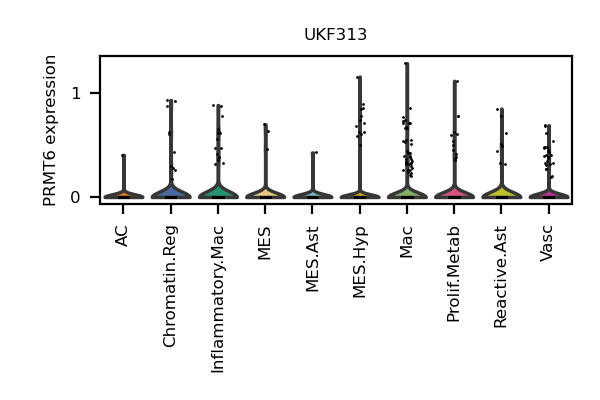 UKF313
PRMT6 expression
1
0
AC
Chromatin.Reg
Inflammatory.Mac
MES
MES.Ast
MES.Hyp
Mac
Prolif.Metab
Reactive.Ast
Vasc